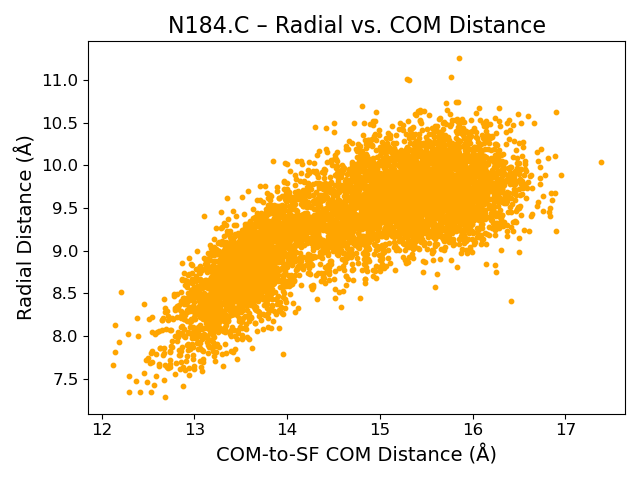 N184.C – Radial vs. COM Distance
11.0
10.5
10.0
9.5
9.0
8.5
8.0
7.5
Radial Distance (Å)
12 13 14 15 16 17
COM-to-SF COM Distance (Å)